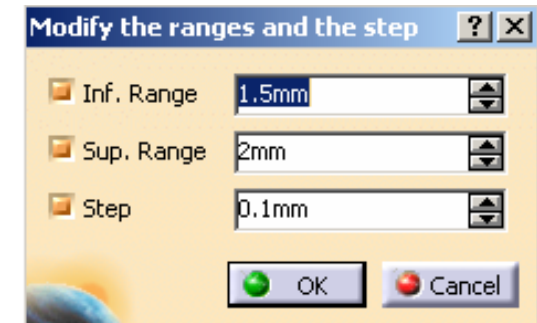 Modify the ranges and the step ? X
Inf. Range 1.5mm
Sup. Range 2mm
Step 0.1mm
OK Cancel